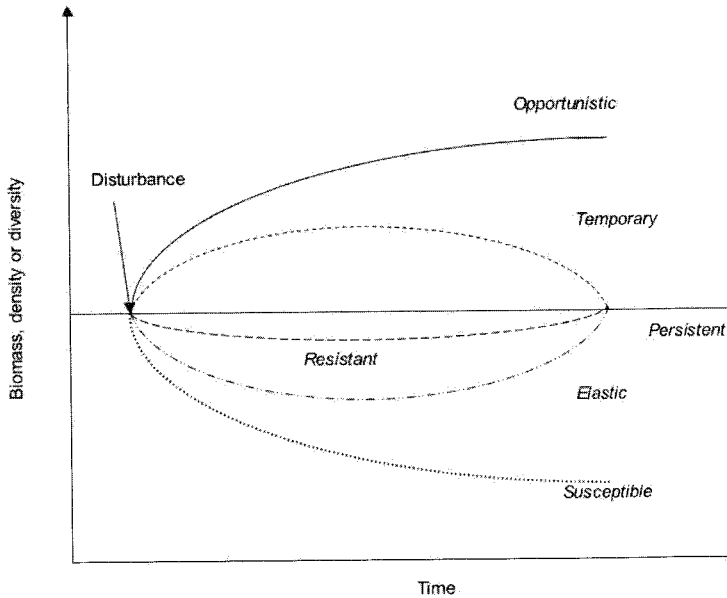 Opportunistic
Disturbance
Temporary
Biomass, density or diversity
Persistent
Resistant
Elastic
Susceptible
Time